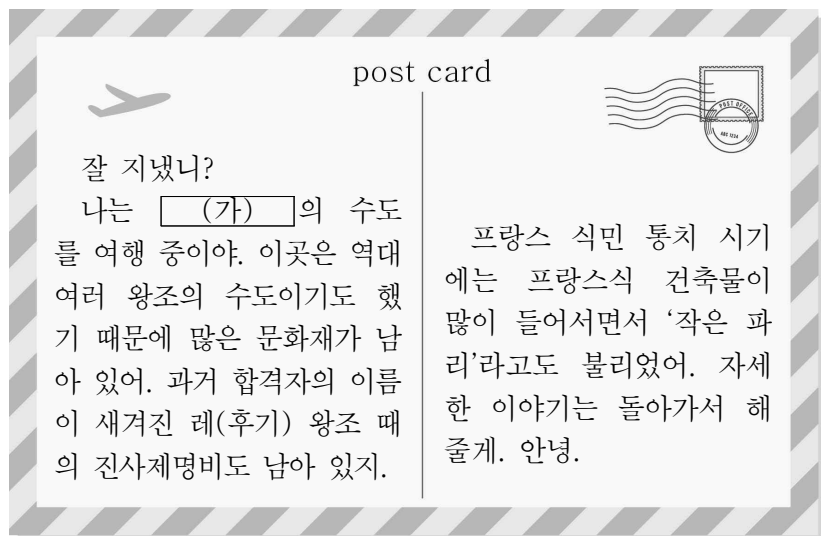 post card
POST OFFICE
ABC 1234
잘 지냈니?
나는 (가) 의 수도
를 여행 중이야. 이곳은 역대
여러 왕조의 수도이기도 했
기 때문에 많은 문화재가 남
아 있어. 과거 합격자의 이름
이 새겨진 레(후기) 왕조 때
의 진사제명비도 남아 있지.
프랑스 식민 통치 시기
에는 프랑스식 건축물이
많이 들어서면서 ‘작은 파
리’라고도 불리었어. 자세
한 이야기는 돌아가서 해
줄게. 안녕.